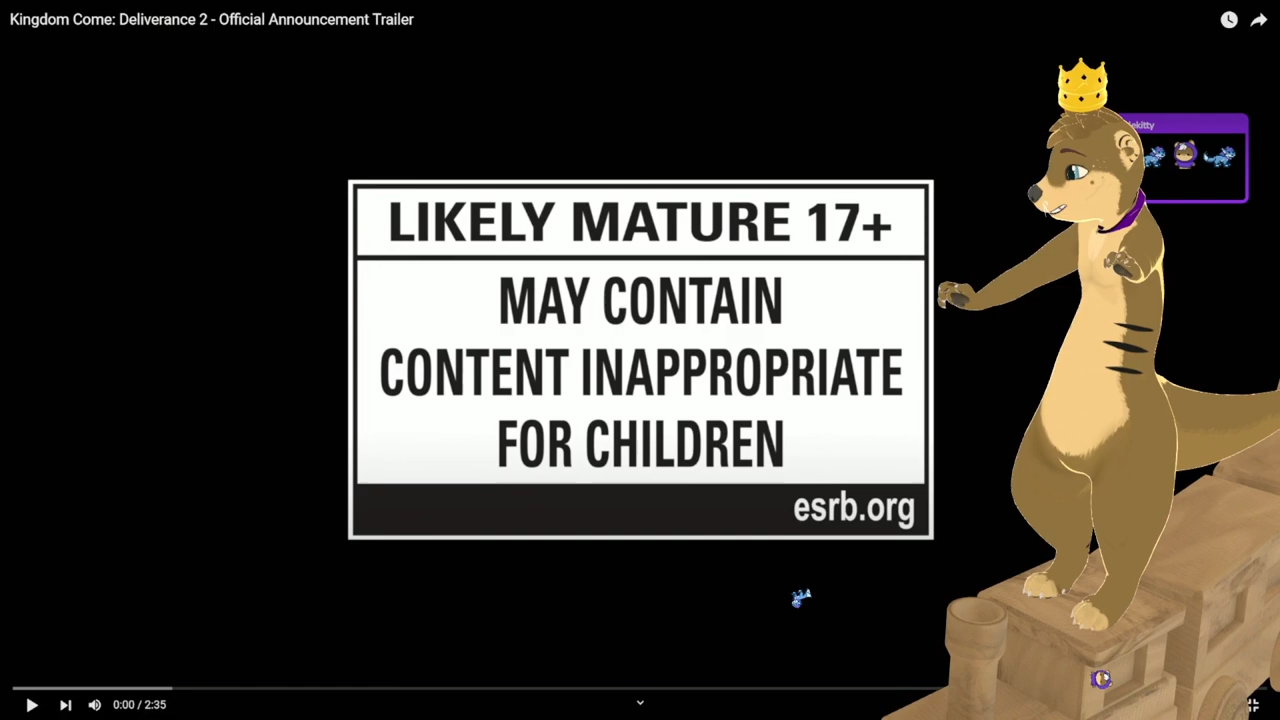 Kingdom Come: Deliverance 2 - Official Announcement Trailer
LIKELY MATURE 17+
MAY CONTAIN
CONTENT INAPPROPRIATE
FOR CHILDREN
esrb.org
0:00 / 2:35